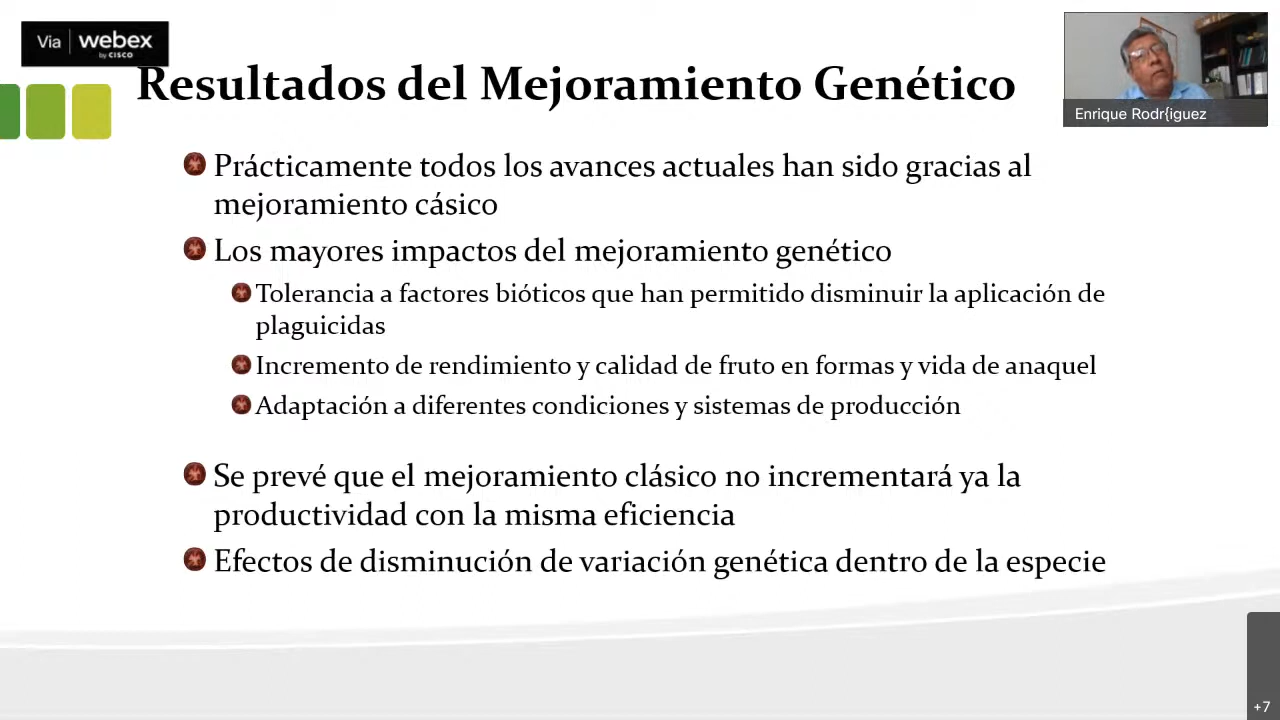 Via webex
by CISCO
Resultados del Mejoramiento Genético
Enrique Rodr{iguez
Prácticamente todos los avances actuales han sido gracias al
mejoramiento cásico
Los mayores impactos del mejoramiento genético
Tolerancia a factores bióticos que han permitido disminuir la aplicación de
plaguicidas
Incremento de rendimiento y calidad de fruto en formas y vida de anaquel
Adaptación a diferentes condiciones y sistemas de producción
Se prevé que el mejoramiento clásico no incrementará ya la
productividad con la misma eficiencia
Efectos de disminución de variación genética dentro de la especie
+7